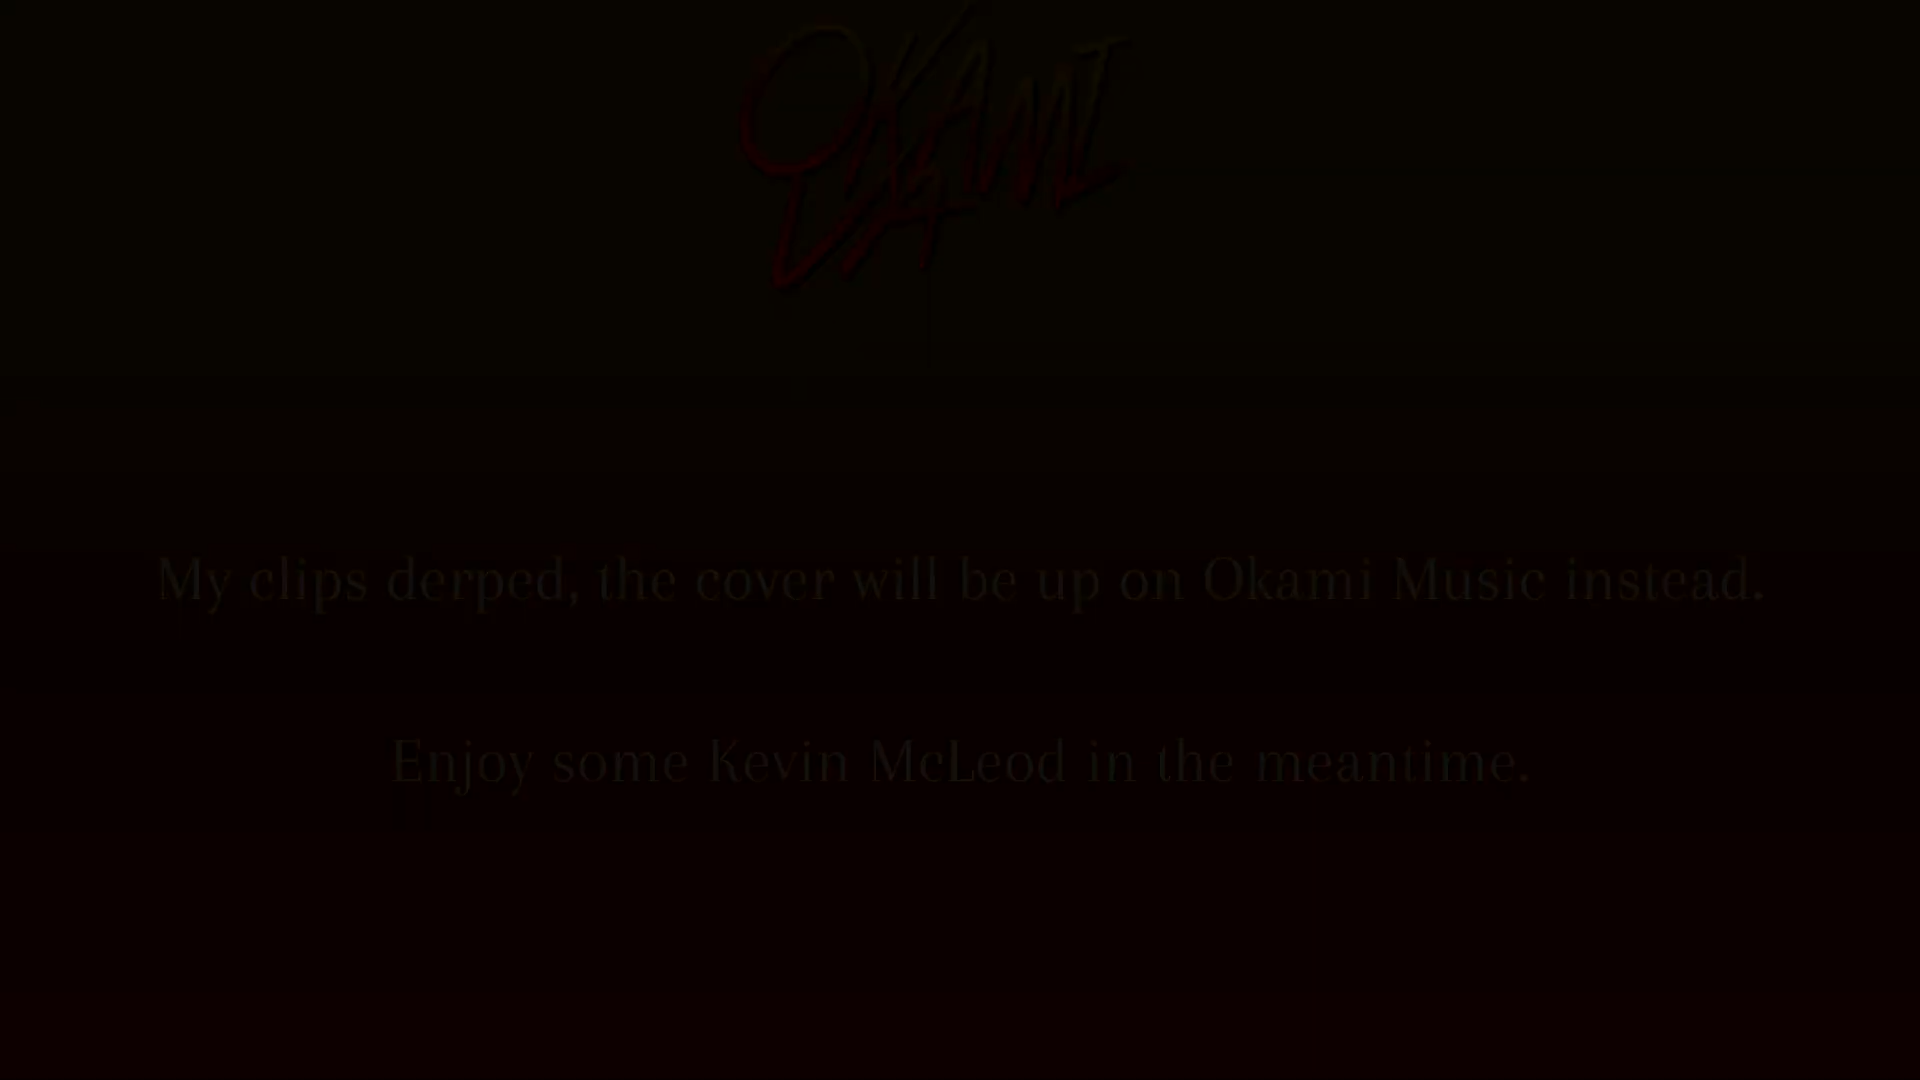 OKAMI
My clips derped, the cover will be up on Okami Music instead.
Enjoy some Kevin McLeod in the meantime.